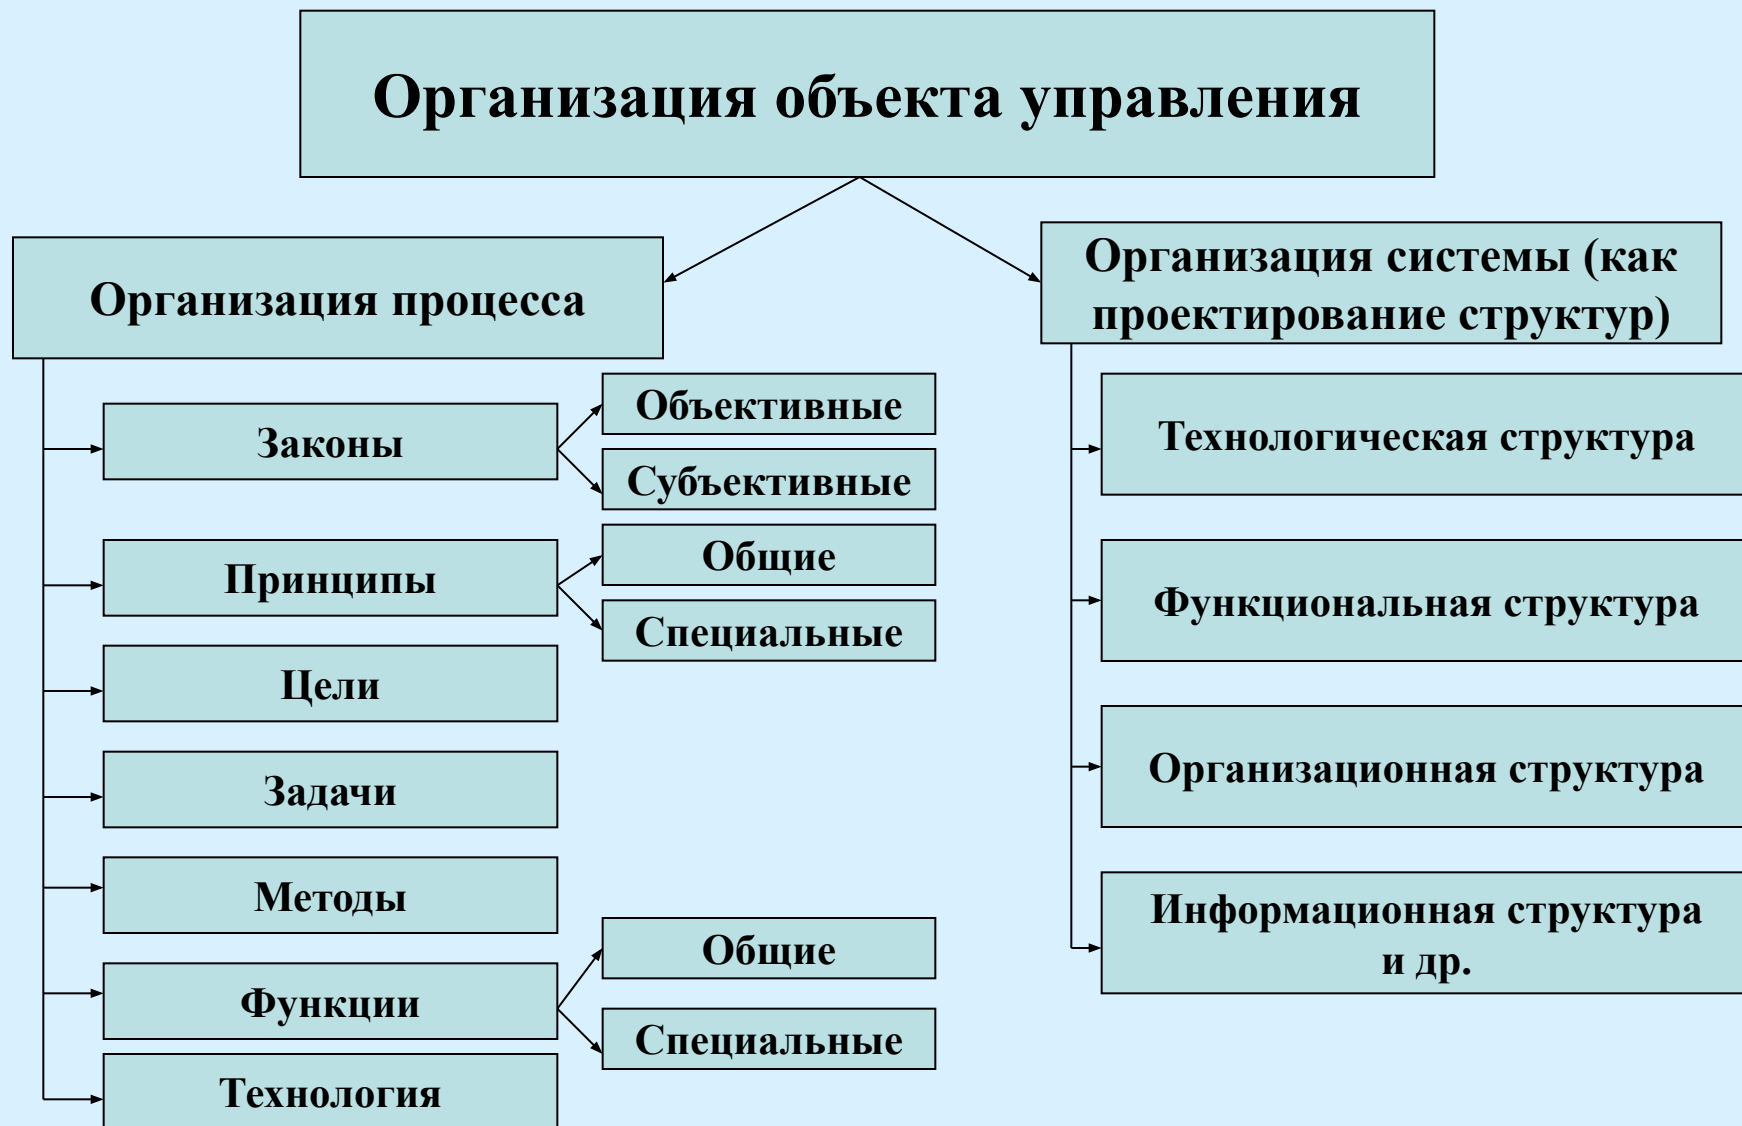 Организация объекта управления
Организация процесса
Законы
Объективные
Субъективные
Принципы
Общие
Специальные
Цели
Задачи
Методы
Функции
Общие
Специальные
Технология
Организация системы (как
проектирование структур)
Технологическая структура
Функциональная структура
Организационная структура
Информационная структура
и др.